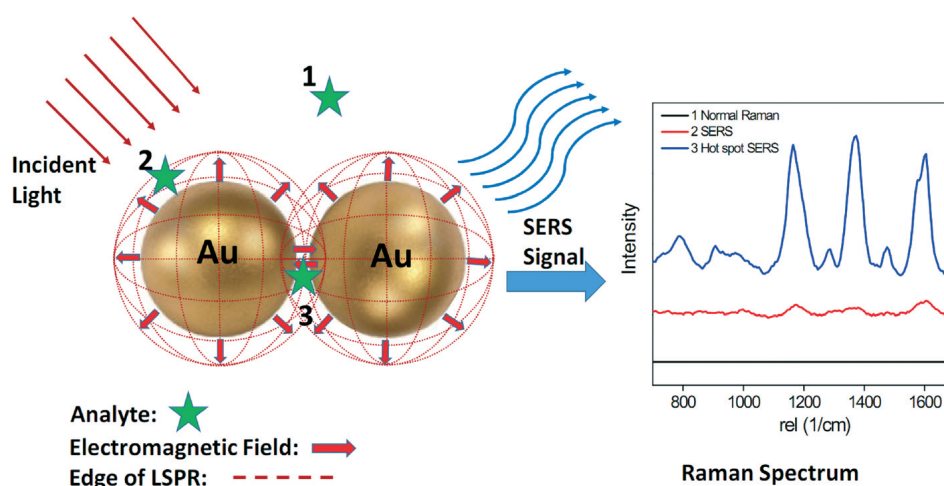 1
2
Incident
Light
Au
Au
3
SERS
Signal
Analyte:
Electromagnetic Field:
Edge of LSPR:
1 Normal Raman
2 SERS
3 Hot spot SERS
Intensity
800 1000 1200 1400 1600
rel (1/cm)
Raman Spectrum